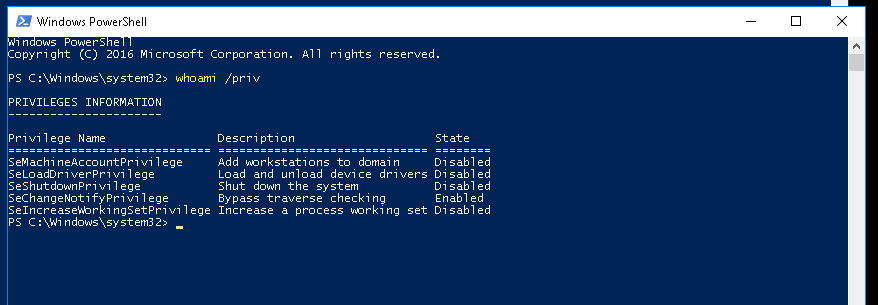 Windows PowerShell
Windows PowerShell
Copyright (C) 2016 Microsoft Corporation. All rights reserved.
PS C:\Windows\system32> whoami /priv
PRIVILEGES INFORMATION
----------------------
Privilege Name                Description                    State
============================= ============================== ========
SeMachineAccountPrivilege     Add workstations to domain     Disabled
SeLoadDriverPrivilege         Load and unload device drivers Disabled
SeShutdownPrivilege           Shut down the system           Disabled
SeChangeNotifyPrivilege       Bypass traverse checking       Enabled
SeIncreaseWorkingSetPrivilege Increase a process working set Disabled
PS C:\Windows\system32>